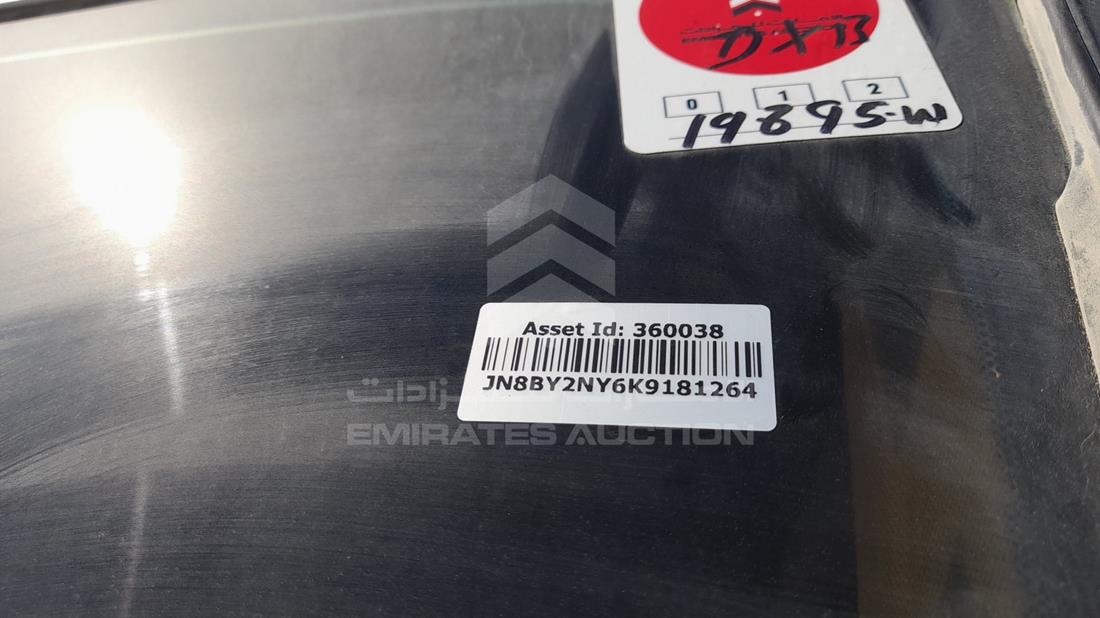 DXB
0 1 2
19895-W
Asset Id: 360038
JN8BY2NY6K9181264
EMIRATES AUCTION